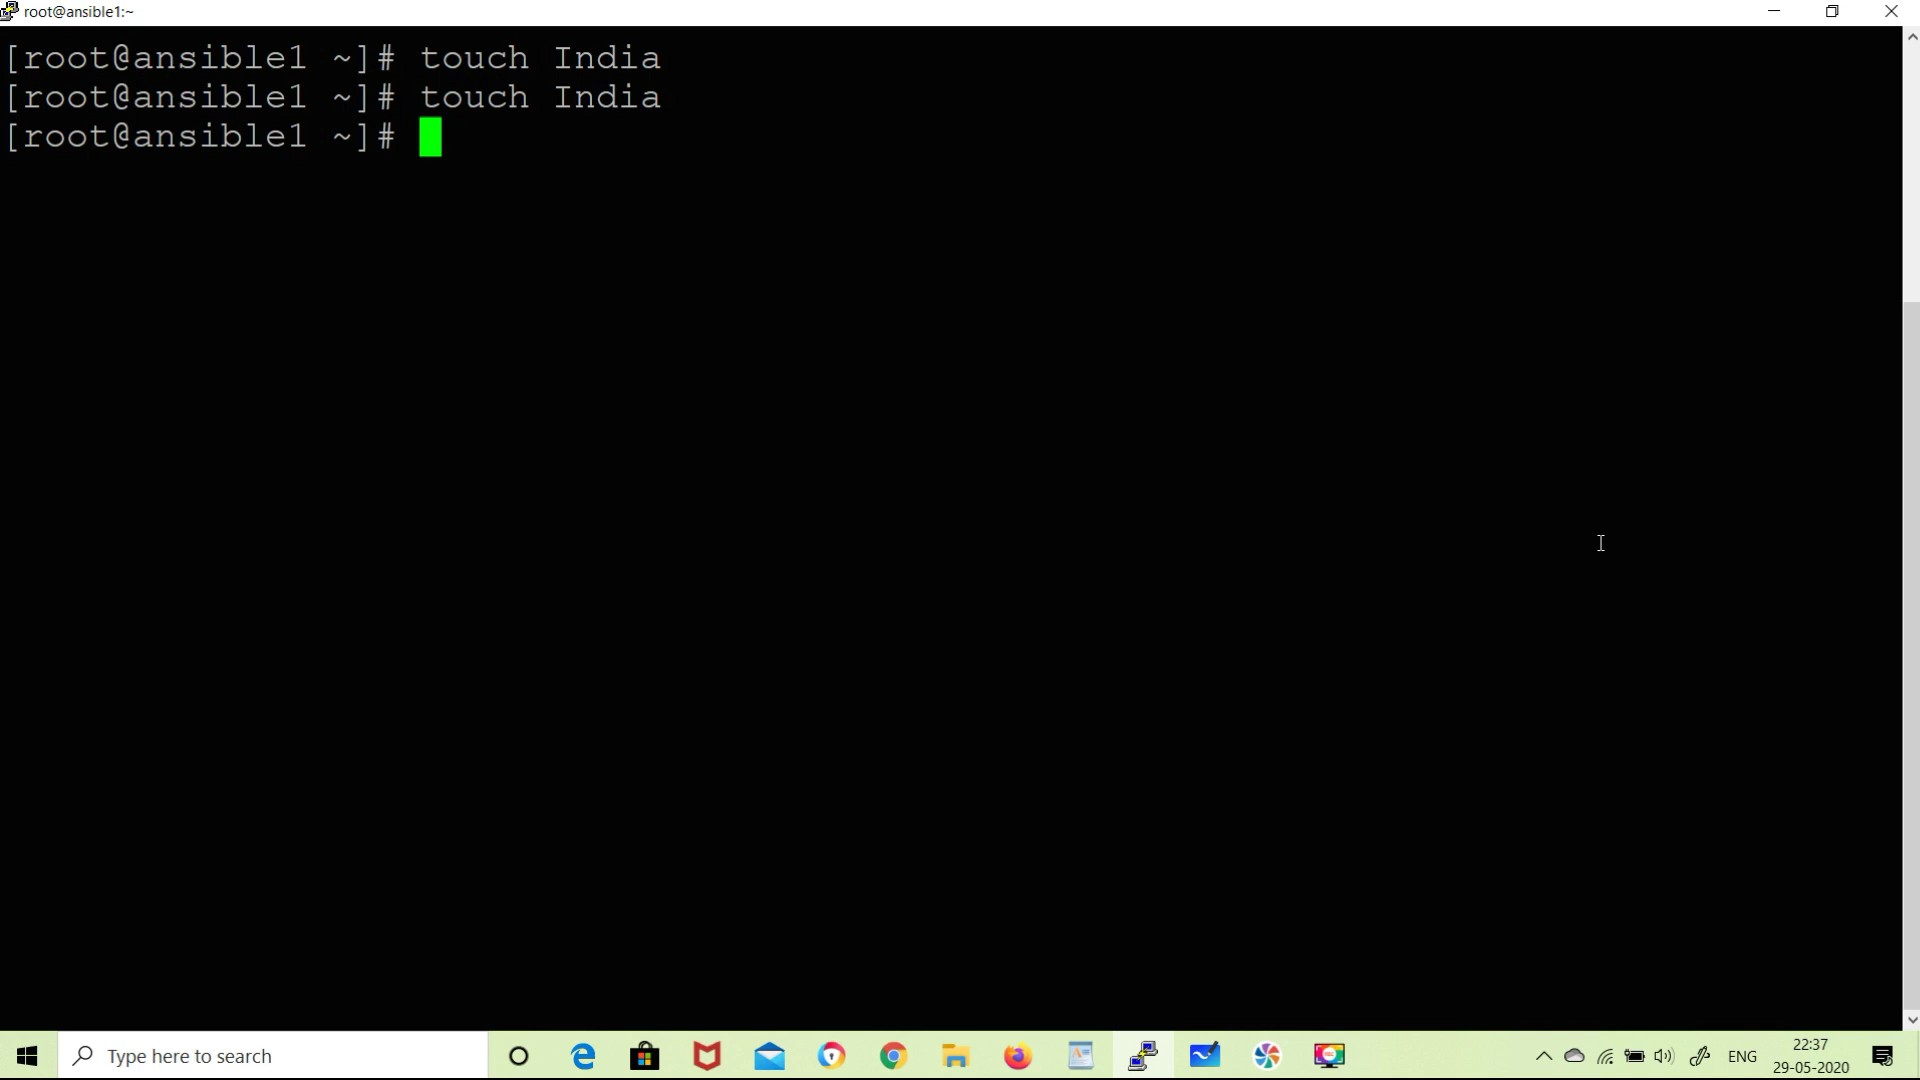 root@ansible1:~
[root@ansible1 ~]# touch India
[root@ansible1 ~]# touch India
[root@ansible1 ~]#
Type here to search
ENG
22:37
29-05-2020